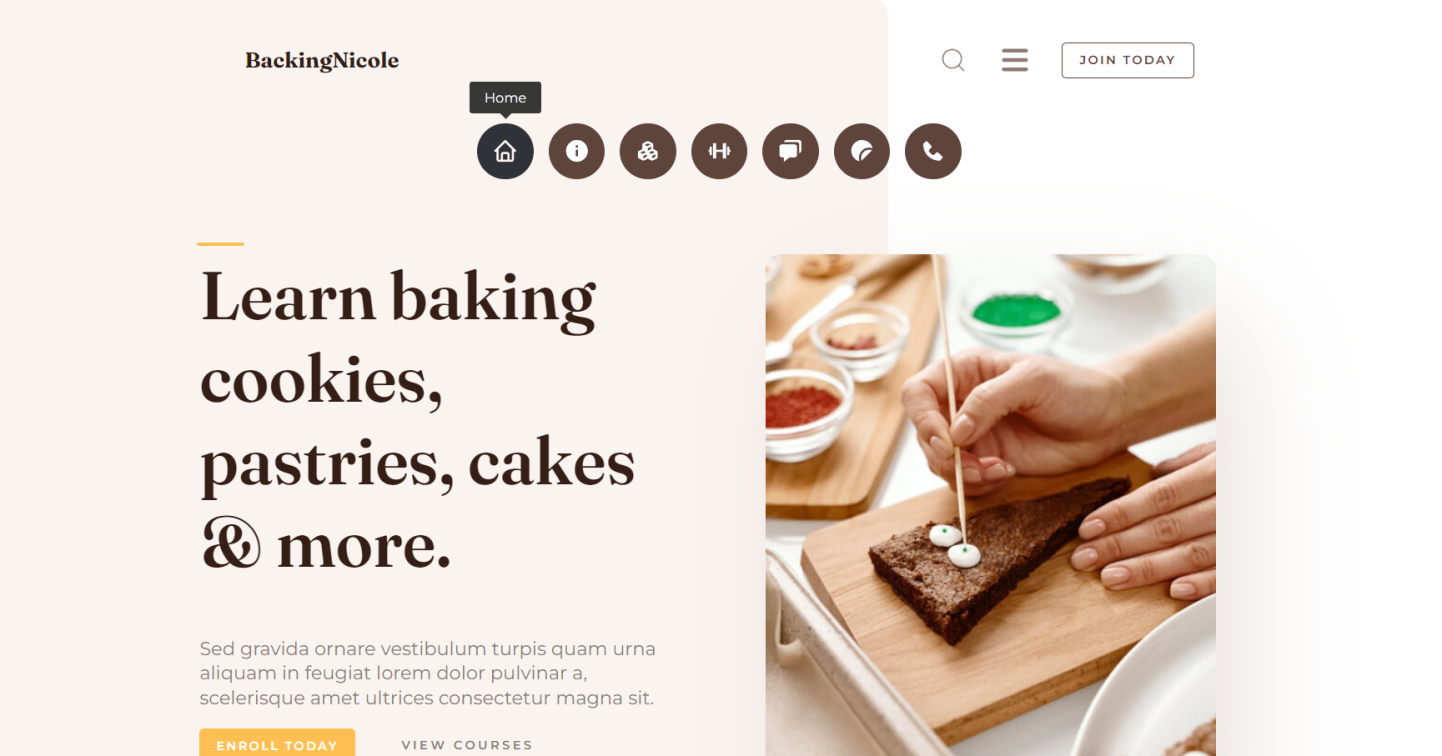 BackingNicole
JOIN TODAY
Home
Learn baking
cookies,
pastries, cakes
& more.
Sed gravida ornare vestibulum turpis quam urna
aliquam in feugiat lorem dolor pulvinar a,
scelerisque amet ultrices consectetur magna sit.
ENROLL TODAY
VIEW COURSES